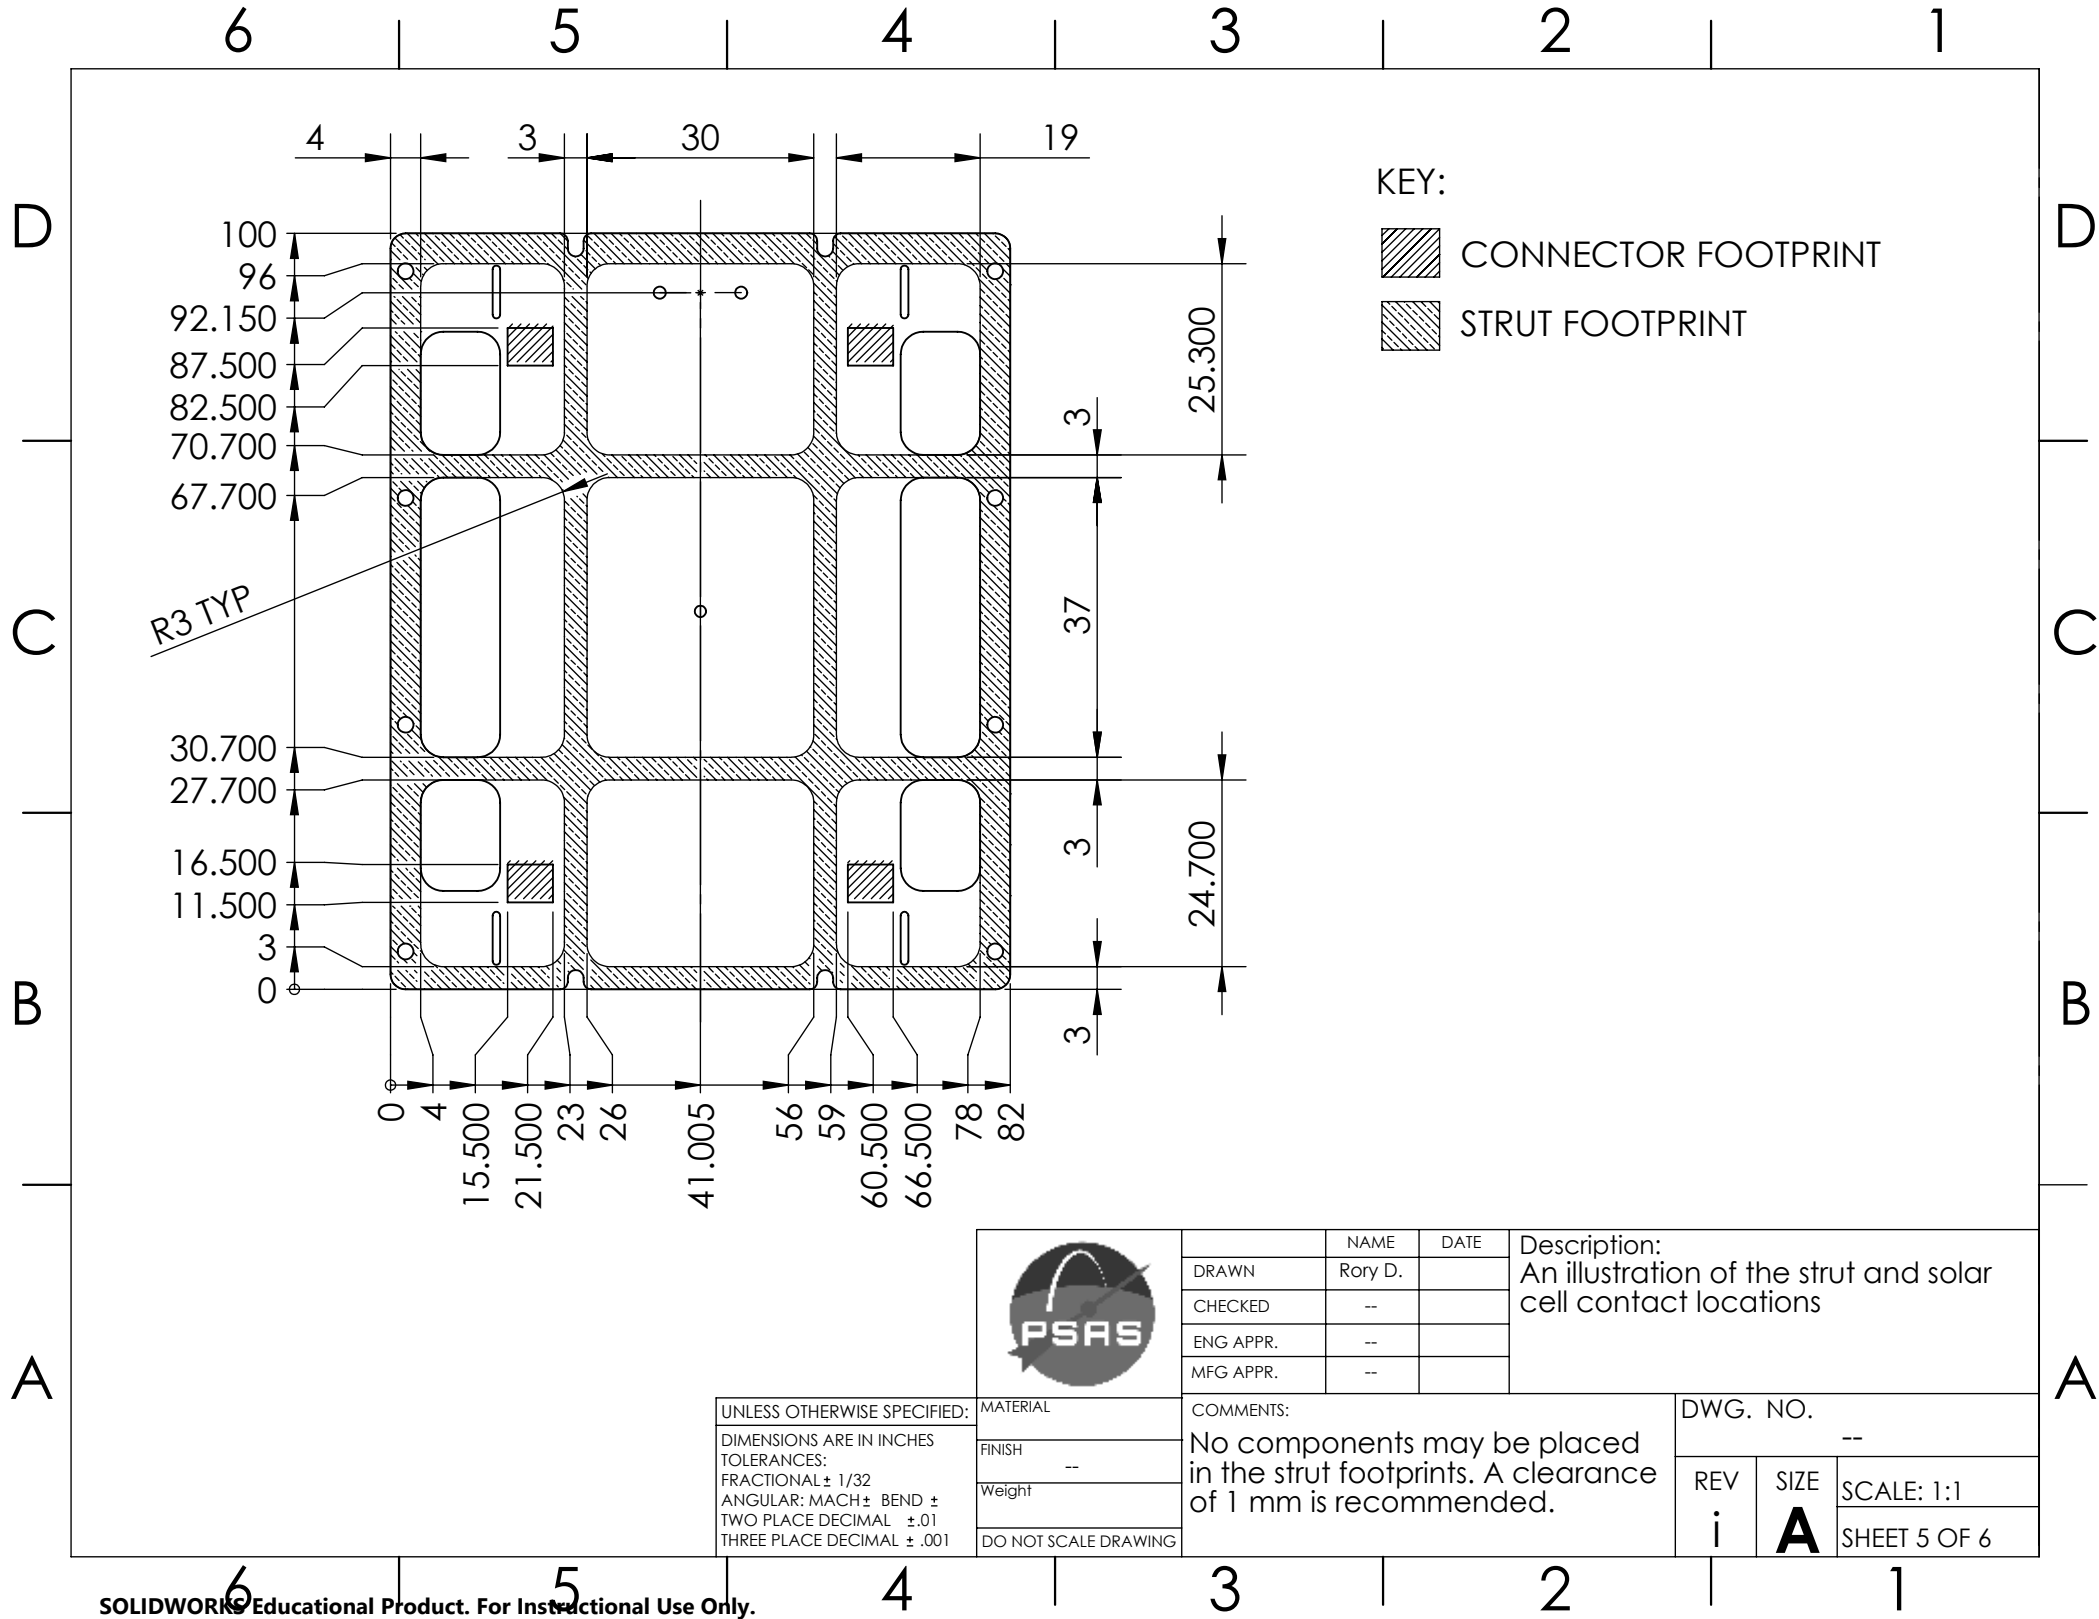 6 5 4 3 2 1
4 3 30 19
KEY:
D D
CONNECTOR FOOTPRINT
STRUT FOOTPRINT
100
96
92.150
87.500
82.500
70.700
67.700
25.300
3
R3 TYP
C C
37
30.700
27.700
16.500
11.500
3
0
3
24.700
3
B B
0 4 15.500 21.500 23 26 41.005 56 59 60.500 66.500 78 82
A A
PSAS
NAME DATE
DRAWN Rory D.
CHECKED --
ENG APPR. --
MFG APPR. --
Description:
An illustration of the strut and solar
cell contact locations
UNLESS OTHERWISE SPECIFIED:
DIMENSIONS ARE IN INCHES
TOLERANCES:
FRACTIONAL ± 1/32
ANGULAR: MACH ± BEND ±
TWO PLACE DECIMAL ±.01
THREE PLACE DECIMAL ± .001
MATERIAL
FINISH
--
Weight
DO NOT SCALE DRAWING
COMMENTS:
No components may be placed
in the strut footprints. A clearance
of 1 mm is recommended.
DWG. NO.
--
REV
i
SIZE
A
SCALE: 1:1
SHEET 5 OF 6
6 5 4 3 2 1
SOLIDWORKS Educational Product. For Instructional Use Only.